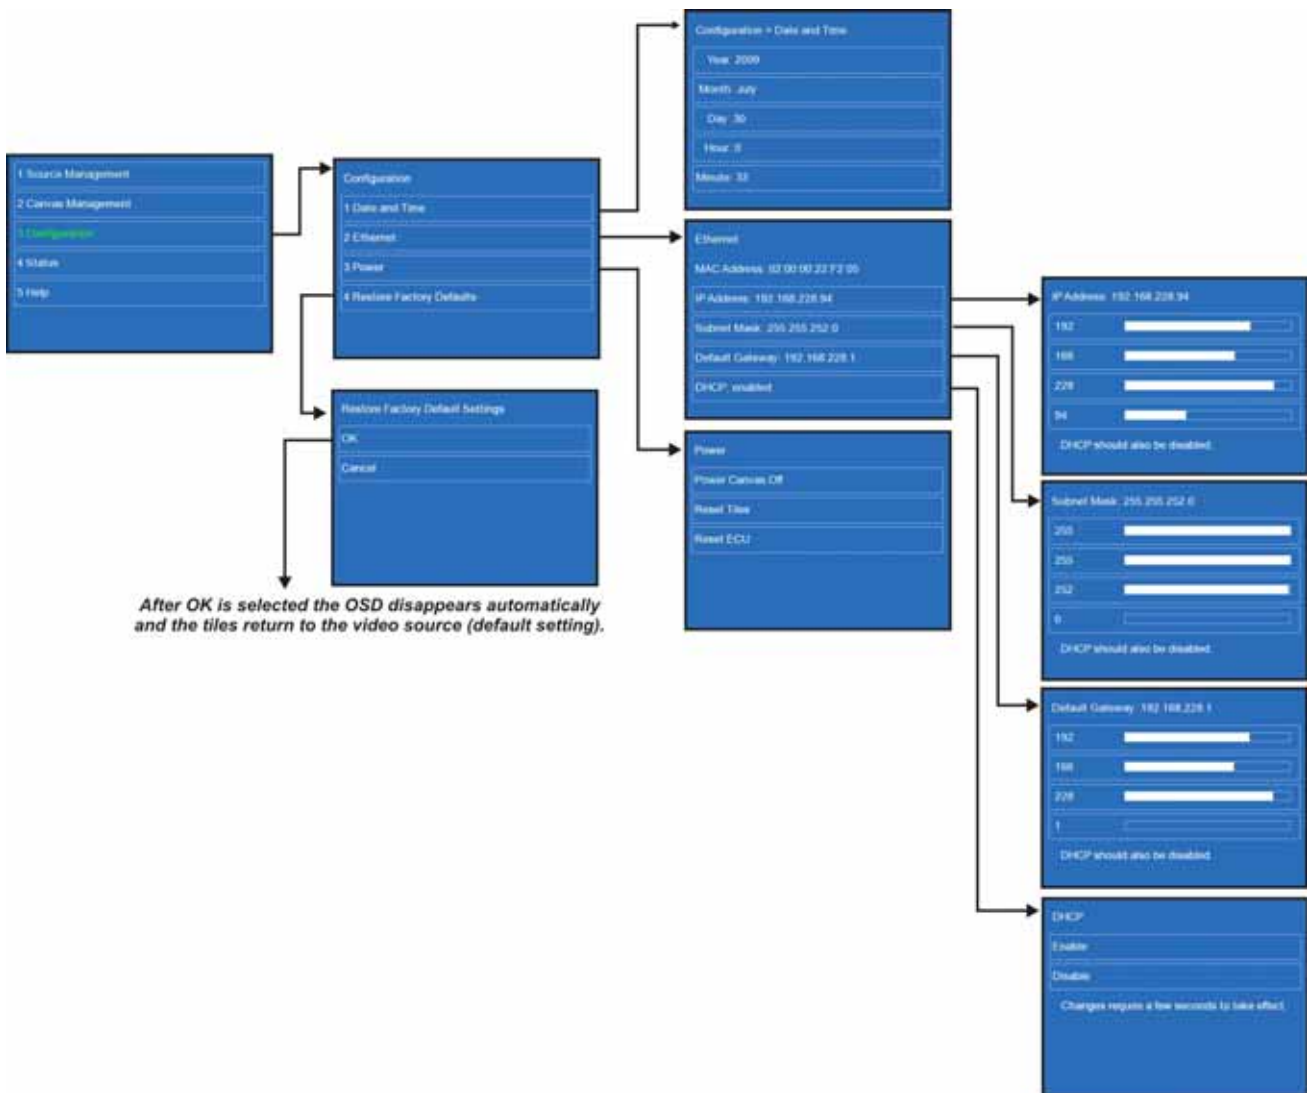 1 Source Management
2 Canvas Management
3 Configuration
4 Status
5 Help
Configuration
1 Date and Time
2 Ethernet
3 Power
4 Restore Factory Defaults
Restore Factory Default Settings
OK
Cancel
After OK is selected the OSD disappears automatically
and the tiles return to the video source (default setting).
Configuration > Date and Time
Year: 2009
Month: July
Day: 30
Hour: 8
Minute: 33
Ethernet
MAC Address: 02:00:00:22:F2:05
IP Address: 192.168.228.94
Subnet Mask: 255.255.252.0
Default Gateway: 192.168.228.1
DHCP: enabled
Power
Power Canvas Off
Reset Tiles
Reset ECU
IP Address: 192.168.228.94
192
168
228
94
DHCP should also be disabled.
Subnet Mask: 255.255.252.0
255
255
252
0
DHCP should also be disabled.
Default Gateway: 192.168.228.1
192
168
228
1
DHCP should also be disabled.
DHCP
Enable
Disable
Changes require a few seconds to take effect.